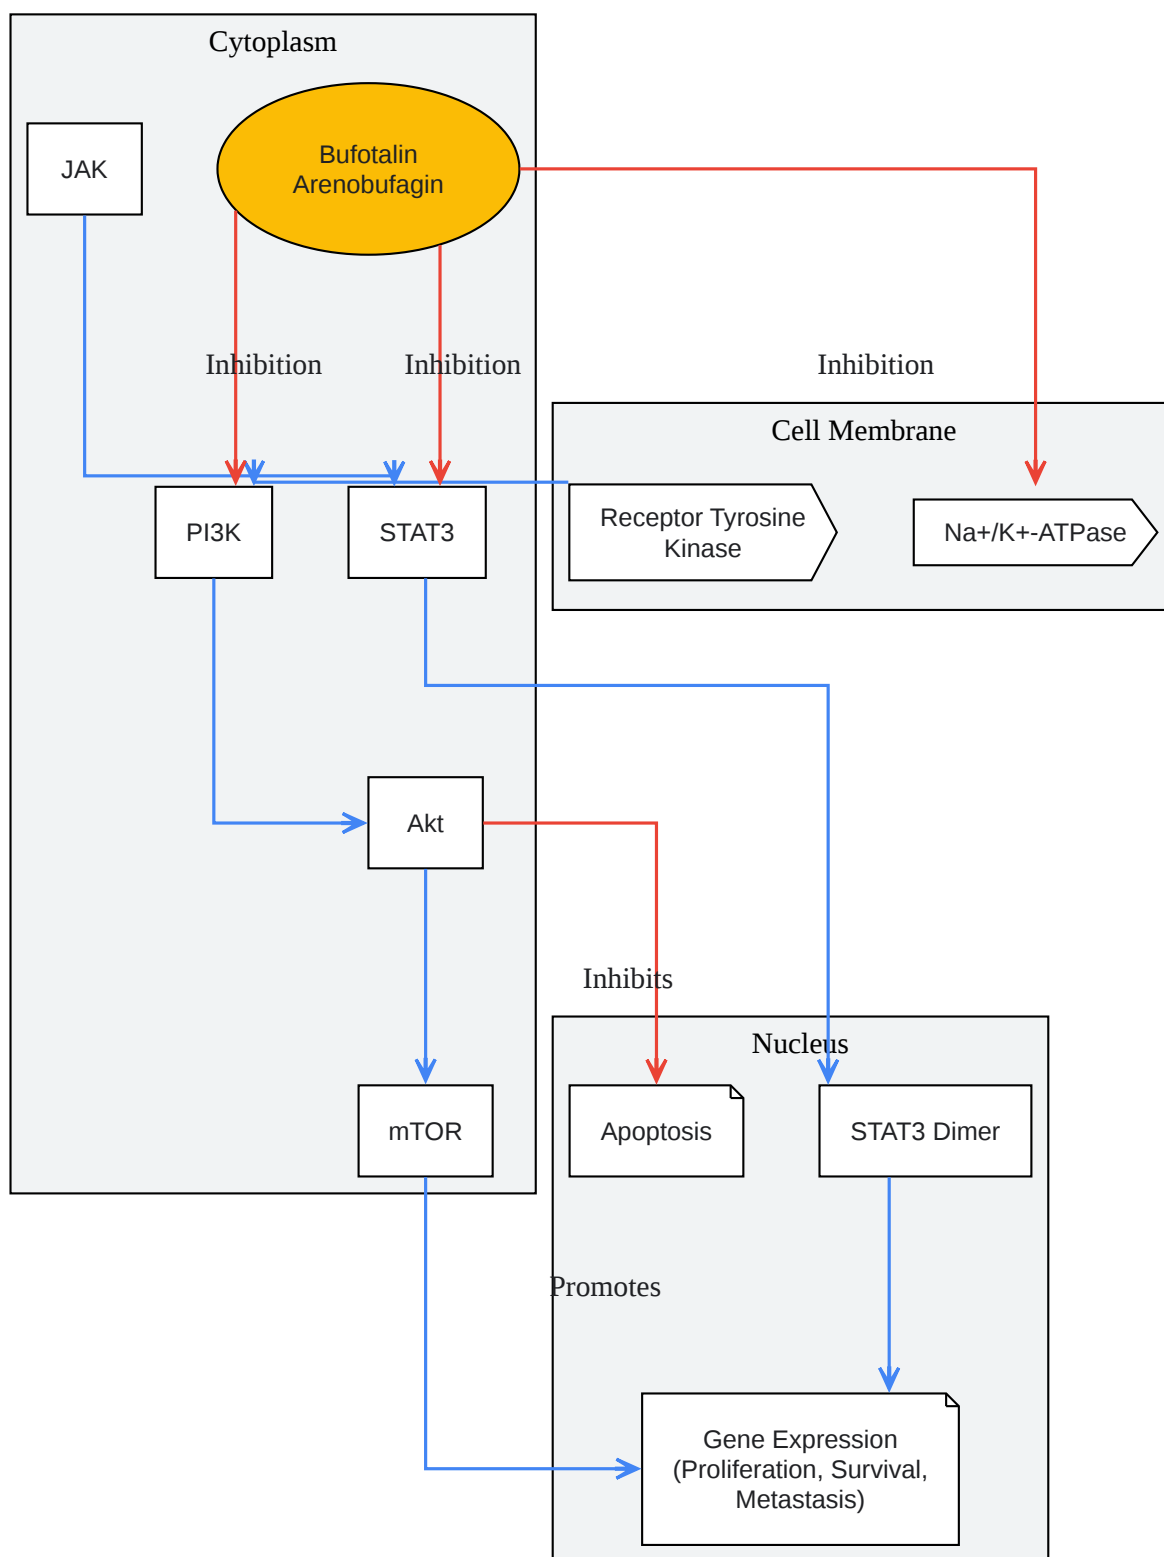 Cytoplasm
JAK
Bufotalin
Arenobufagin
Inhibition
Inhibition
Inhibition
Cell Membrane
PI3K
STAT3
Receptor Tyrosine
Kinase
Na+/K+-ATPase
Akt
Inhibits
Nucleus
mTOR
Apoptosis
STAT3 Dimer
Promotes
Gene Expression
(Proliferation, Survival,
Metastasis)